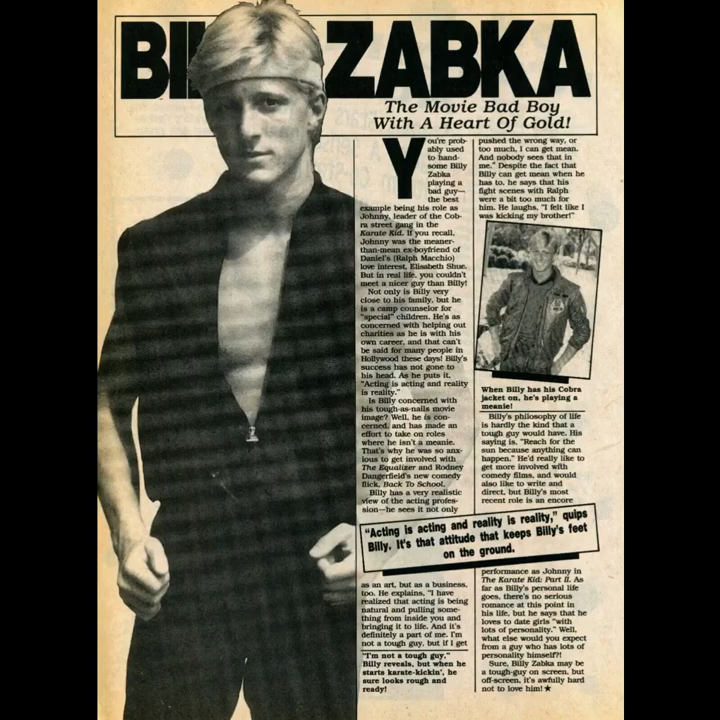 BILLY ZABKA
The Movie Bad Boy
With A Heart Of Gold!
You're prob-
ably used
to hand-
some Billy
Zabka
playing a
bad guy—
the best
example being his role as
Johnny, leader of the Cob-
ra street gang in the
Karate Kid. If you recall,
Johnny was the meaner-
than-mean ex-boyfriend of
Daniel's (Ralph Macchio)
love interest, Elisabeth Shue.
But in real life, you couldn't
meet a nicer guy than Billy!
Not only is Billy very
close to his family, but he
is a camp counselor for
"special" children. He's as
concerned with helping out
charities as he is with his
own career, and that can't
be said for many people in
Hollywood these days! Billy's
success has not gone to
his head. As he puts it,
"Acting is acting and reality
is reality."
Is Billy concerned with
his tough-as-nails movie
image? Well, he is con-
cerned, and has made an
effort to take on roles
where he isn't a meanie.
That's why he was so anx-
ious to get involved with
The Equalizer and Rodney
Dangerfield's new comedy
flick, Back To School.
Billy has a very realistic
view of the acting profes-
sion—he sees it not only
as an art, but as a business,
too. He explains, "I have
realized that acting is being
natural and pulling some-
thing from inside you and
bringing it to life. And it's
definitely a part of me. I'm
not a tough guy, but if I get
"I'm not a tough guy,"
Billy reveals, but when he
starts karate-kickin', he
sure looks rough and
ready!
pushed the wrong way, or
too much, I can get mean.
And nobody sees that in
me." Despite the fact that
Billy can get mean when he
has to, he says that his
fight scenes with Ralph
were a bit too much for
him. He laughs, "I felt like I
was kicking my brother!"
When Billy has his Cobra
jacket on, he's playing a
meanie!
Billy's philosophy of life
is hardly the kind that a
tough guy would have. His
saying is, "Reach for the
sun because anything can
happen." He'd really like to
get more involved with
comedy films, and would
also like to write and
direct, but Billy's most
recent role is an encore
"Acting is acting and reality is reality," quips
Billy. It's that attitude that keeps Billy's feet
on the ground.
performance as Johnny in
The Karate Kid: Part II. As
far as Billy's personal life
goes, there's no serious
romance at this point in
his life, but he says that he
loves to date girls "with
lots of personality." Well,
what else would you expect
from a guy who has lots of
personality himself?!
Sure, Billy Zabka may be
a tough-guy on screen, but
off-screen, it's awfully hard
not to love him!★